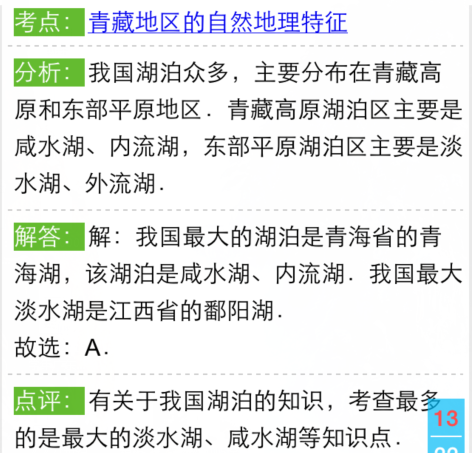 考点：青藏地区的自然地理特征
分析：我国湖泊众多，主要分布在青藏高
原和东部平原地区．青藏高原湖泊区主要是
咸水湖、内流湖，东部平原湖泊区主要是淡
水湖、外流湖．
解答：解：我国最大的湖泊是青海省的青
海湖，该湖泊是咸水湖、内流湖．我国最大
淡水湖是江西省的鄱阳湖．
故选：A．
点评：有关于我国湖泊的知识，考查最多
的是最大的淡水湖、咸水湖等知识点．
13